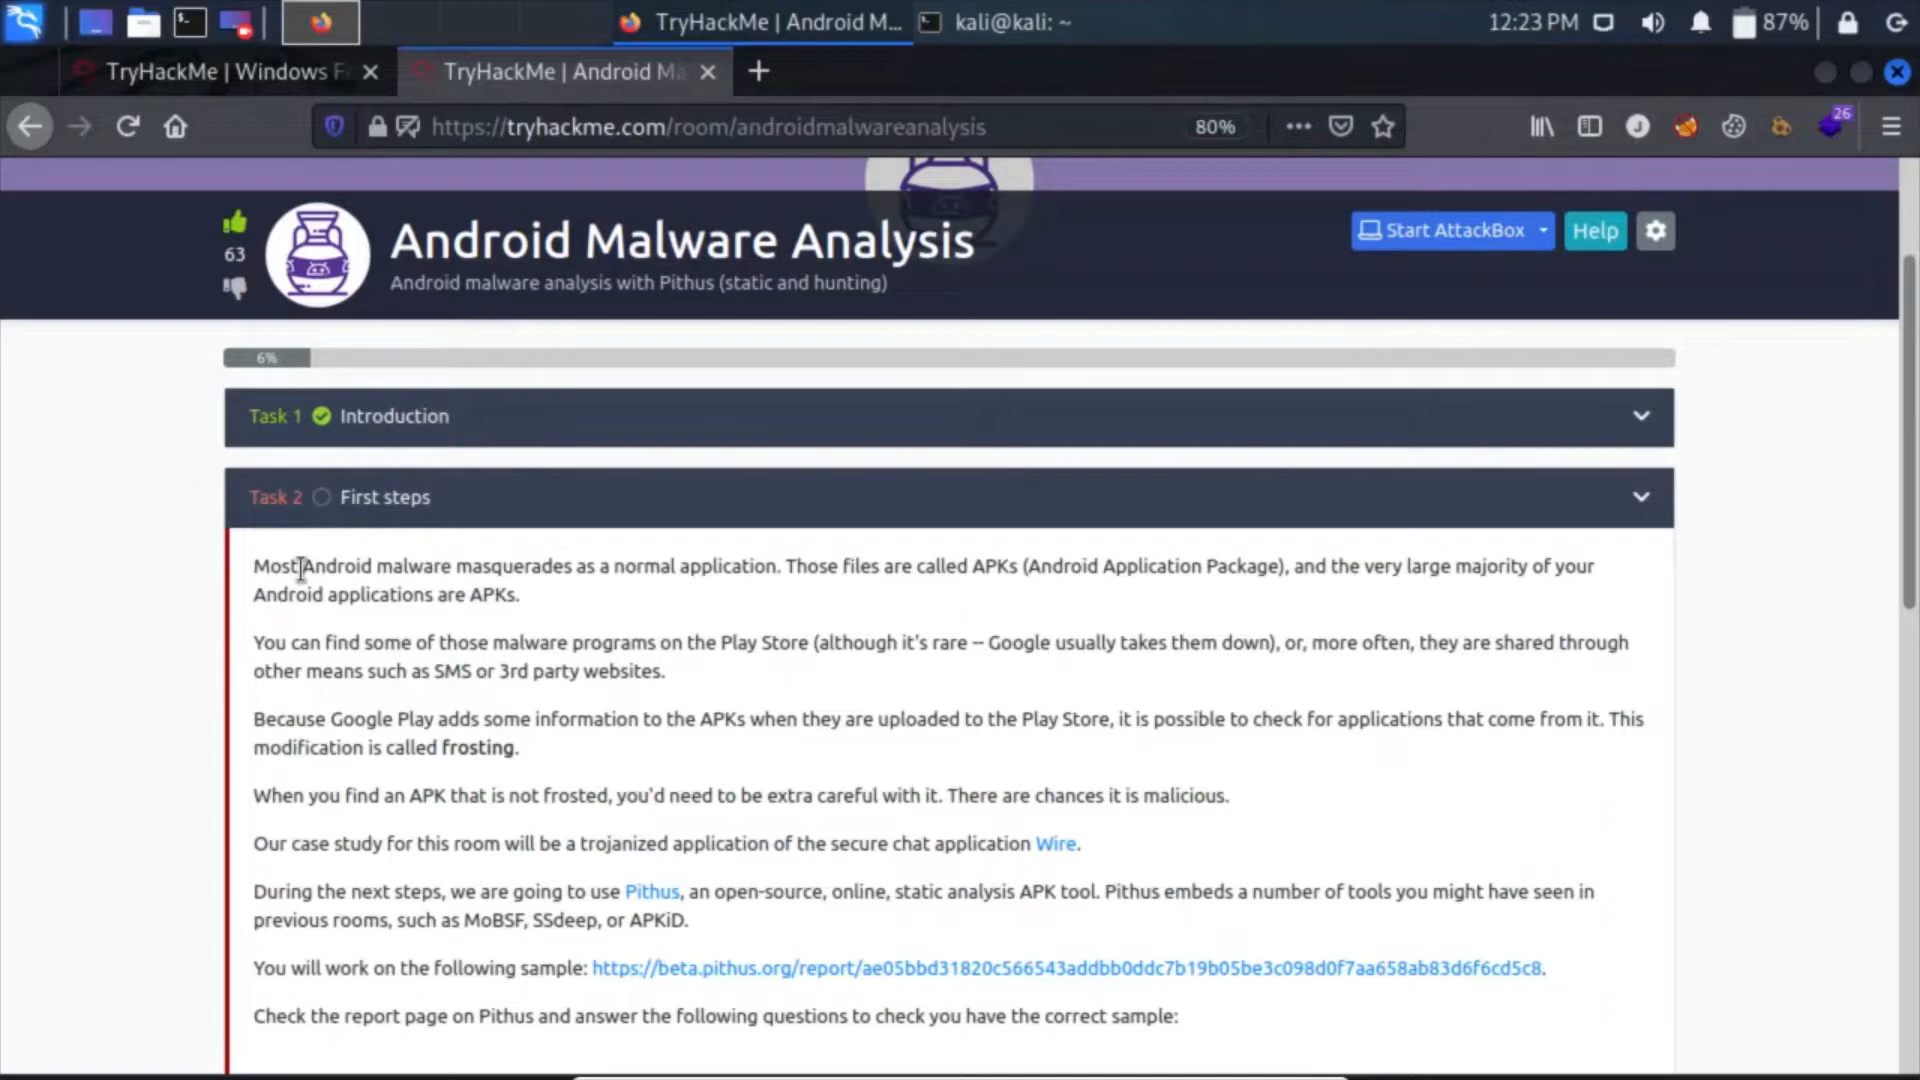 TryHackMe | Android M...
kali@kali: ~
12:23 PM
87%
TryHackMe | Windows F
TryHackMe | Android Ma
https://tryhackme.com/room/androidmalwareanalysis
80%
J
26
63
Android Malware Analysis
Android malware analysis with Pithus (static and hunting)
Start AttackBox
Help
6%
Task 1 Introduction
Task 2 First steps
Most Android malware masquerades as a normal application. Those files are called APKs (Android Application Package), and the very large majority of your
Android applications are APKs.
You can find some of those malware programs on the Play Store (although it's rare -- Google usually takes them down), or, more often, they are shared through
other means such as SMS or 3rd party websites.
Because Google Play adds some information to the APKs when they are uploaded to the Play Store, it is possible to check for applications that come from it. This
modification is called frosting.
When you find an APK that is not frosted, you'd need to be extra careful with it. There are chances it is malicious.
Our case study for this room will be a trojanized application of the secure chat application Wire.
During the next steps, we are going to use Pithus, an open-source, online, static analysis APK tool. Pithus embeds a number of tools you might have seen in
previous rooms, such as MoBSF, SSdeep, or APKiD.
You will work on the following sample: https://beta.pithus.org/report/ae05bbd31820c566543addbb0ddc7b19b05be3c098d0f7aa658ab83d6f6cd5c8.
Check the report page on Pithus and answer the following questions to check you have the correct sample: